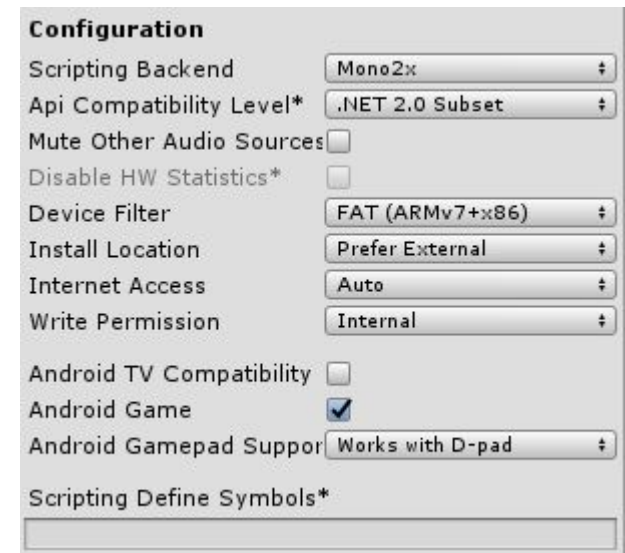 Configuration
Scripting Backend Mono2x
Api Compatibility Level* .NET 2.0 Subset
Mute Other Audio Sources
Disable HW Statistics*
Device Filter FAT (ARMv7+x86)
Install Location Prefer External
Internet Access Auto
Write Permission Internal
Android TV Compatibility
Android Game
Android Gamepad Suppor Works with D-pad
Scripting Define Symbols*